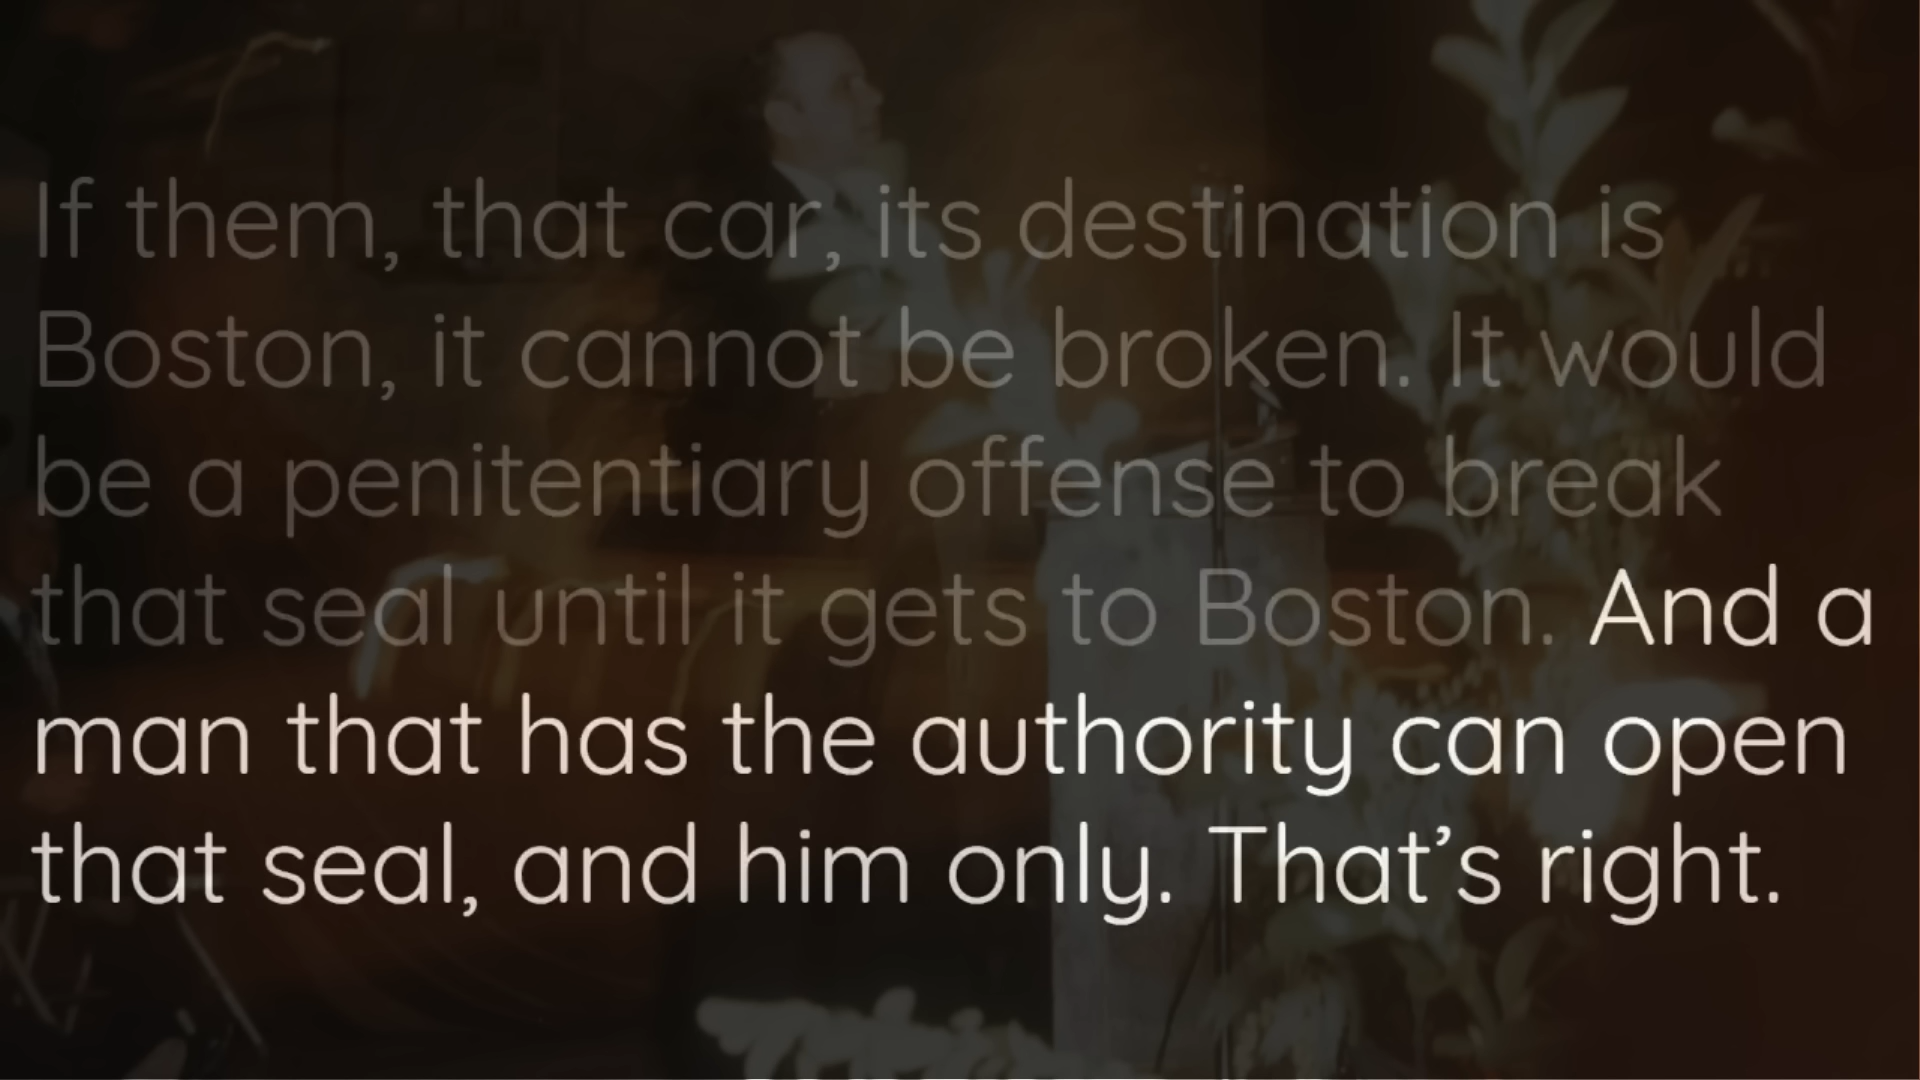 If them, that car, its destination is
Boston, it cannot be broken. It would
be a penitentiary offense to break
that seal until it gets to Boston. And a
man that has the authority can open
that seal, and him only. That’s right.